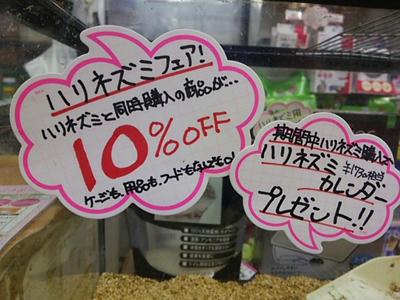 ハリネズミフェア!
ハリネズミと同時購入の商品が…
10%OFF
ケージも、用品も、フードもなんでも!
期間中ハリネズミ購入で
ハリネズミ
カレンダー
プレゼント!!